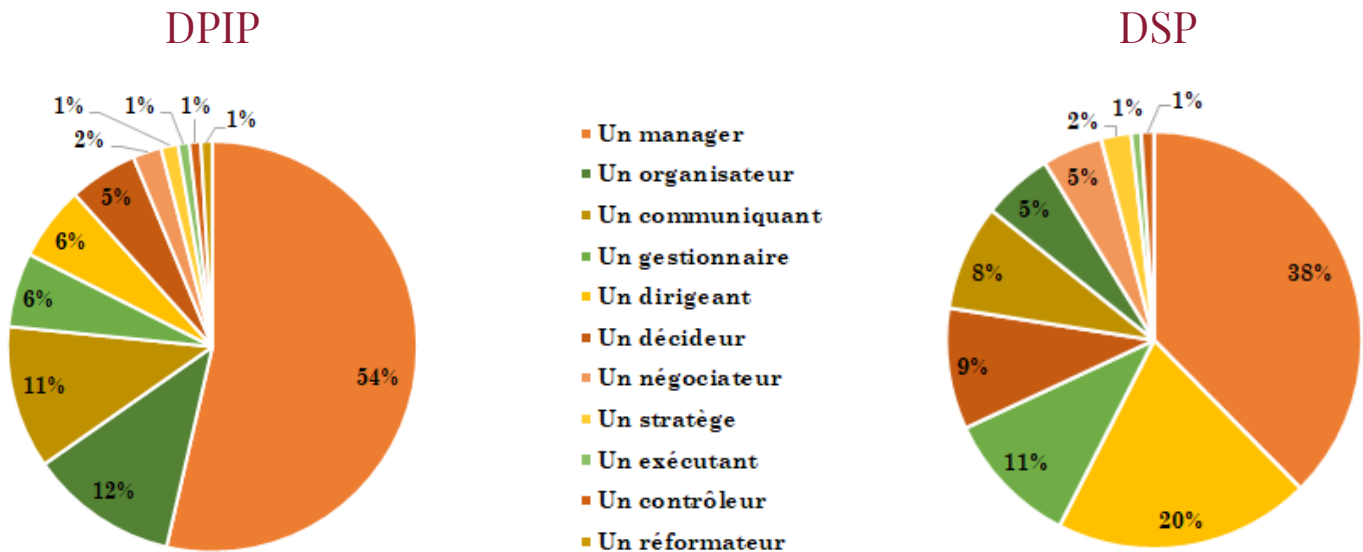 DPIP
DSP
1%
1%
1%
1%
2%
5%
6%
6%
11%
12%
54%
Un manager
Un organisateur
Un communiquant
Un gestionnaire
Un dirigeant
Un décideur
Un négociateur
Un stratège
Un exécutant
Un contrôleur
Un réformateur
2%
1%
1%
5%
5%
8%
9%
11%
20%
38%